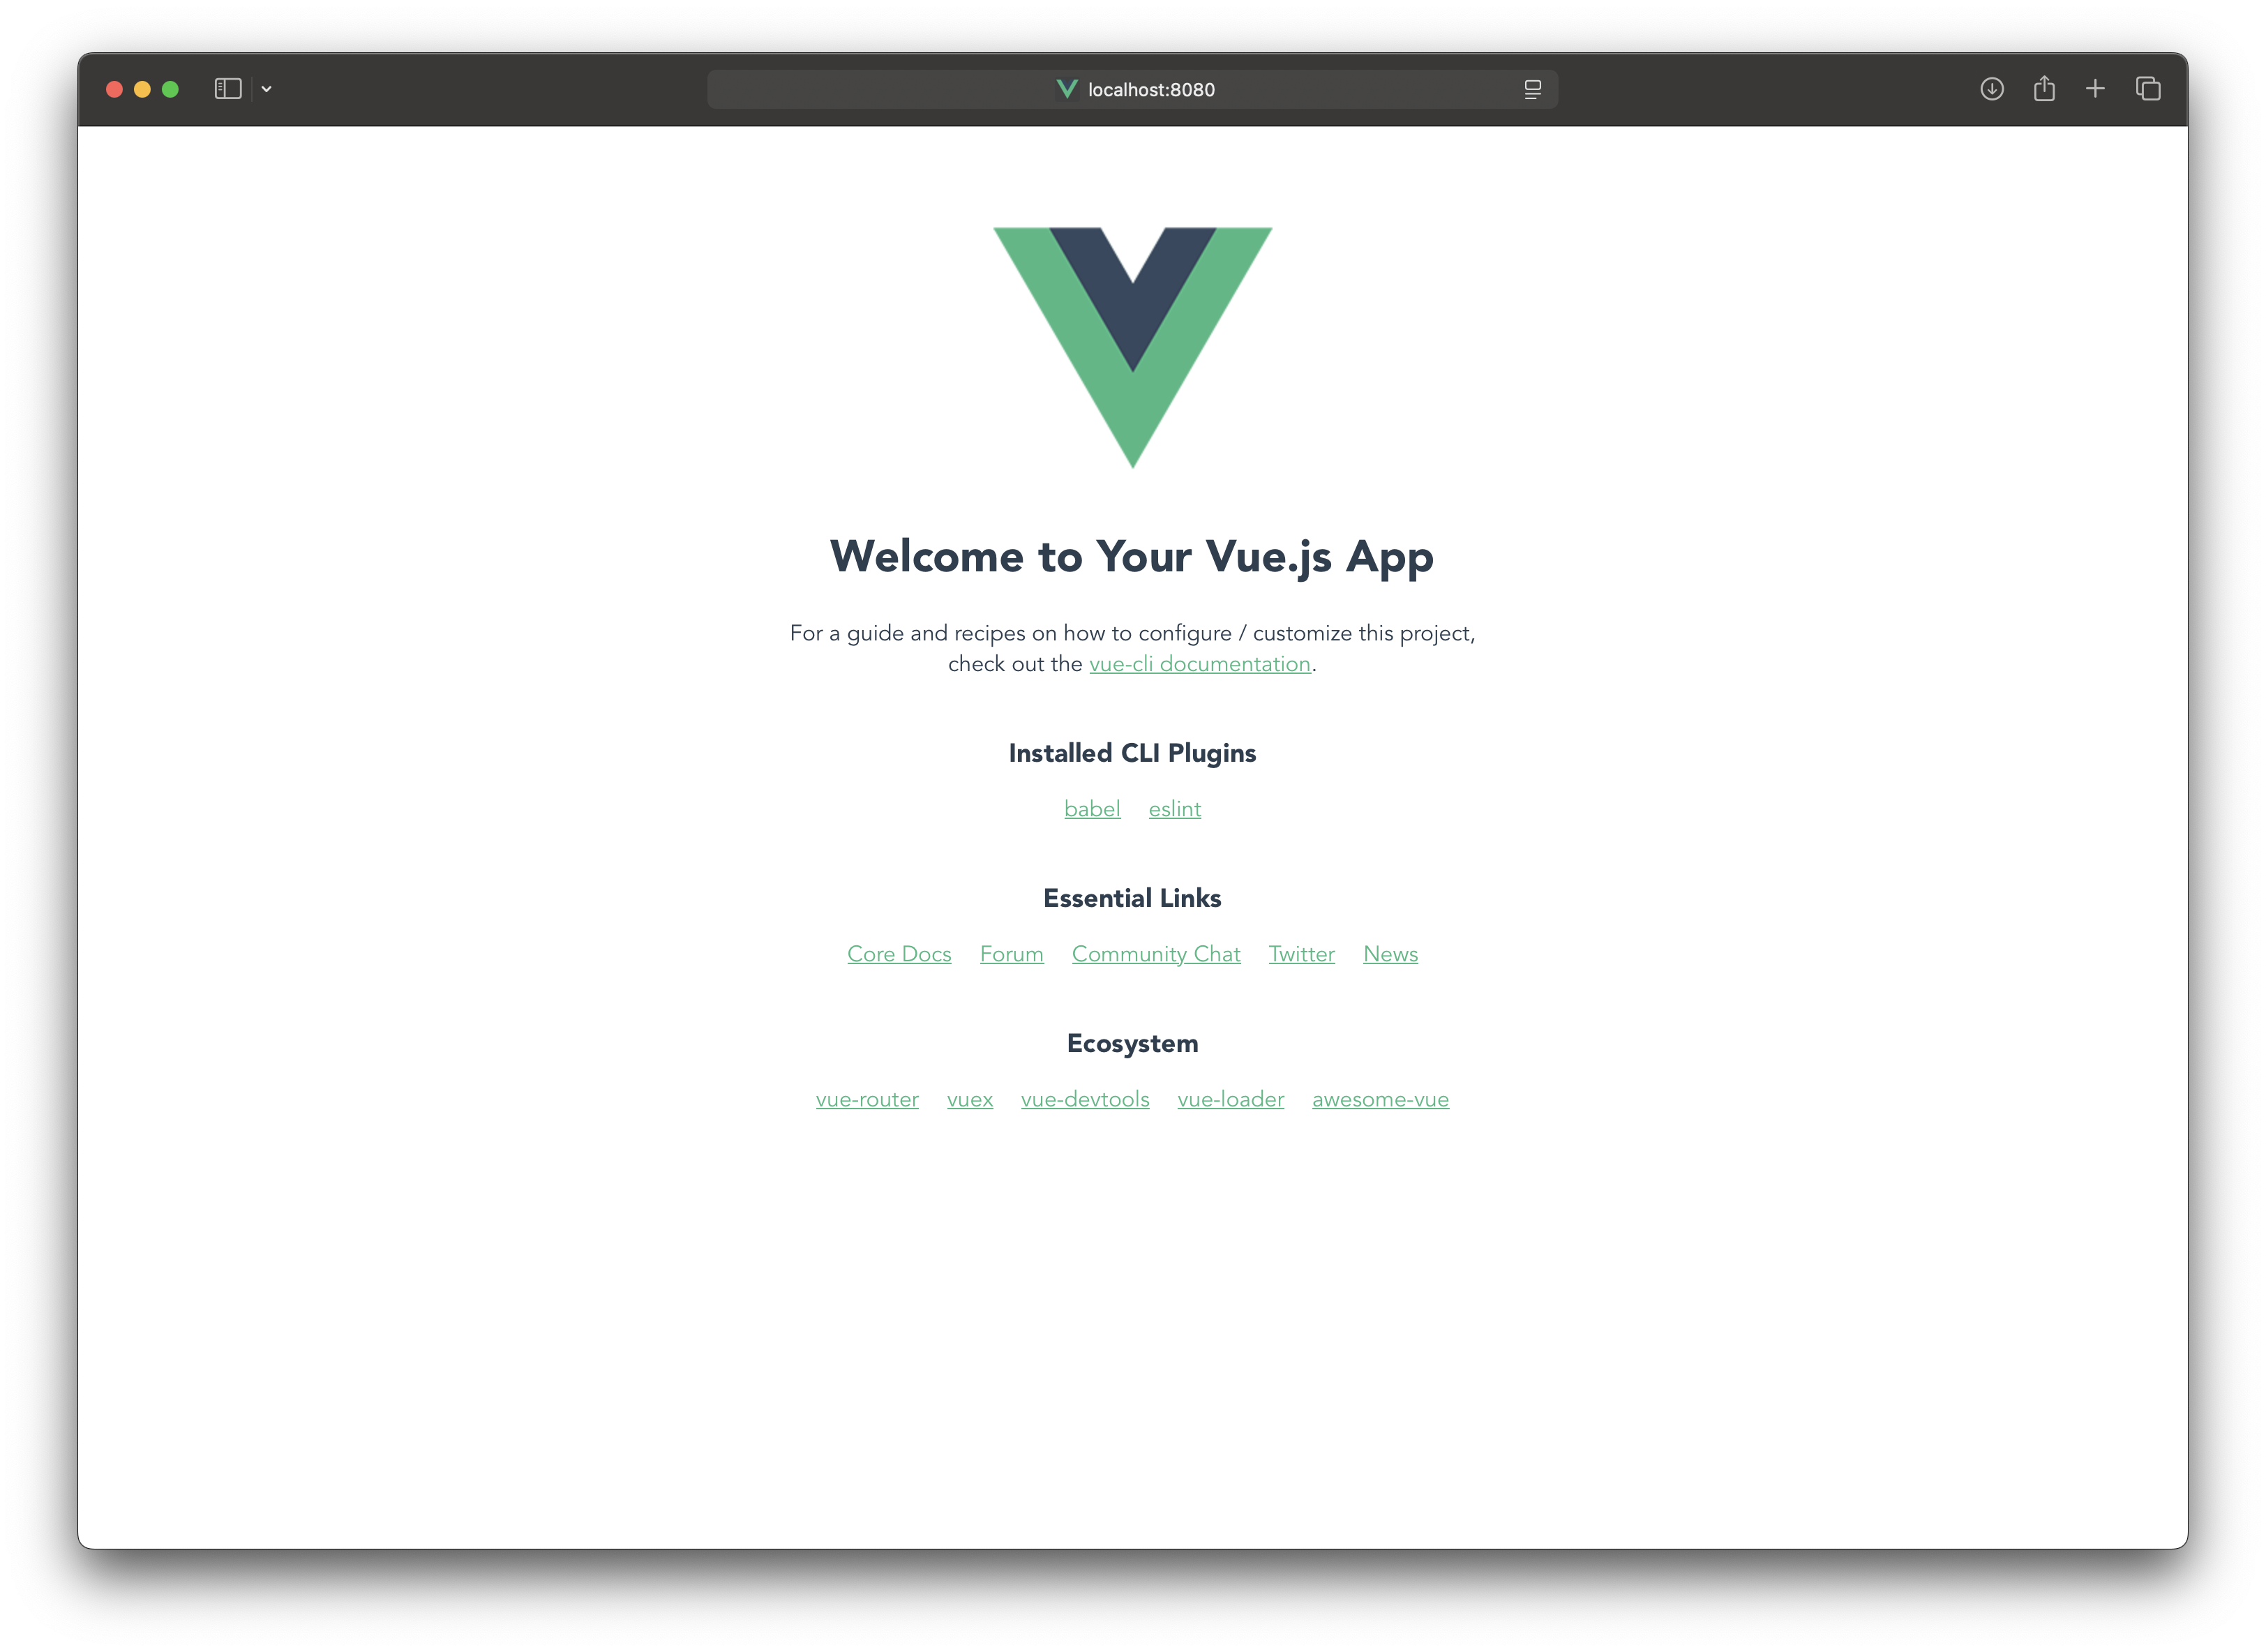 localhost:8080
Welcome to Your Vue.js App
For a guide and recipes on how to configure / customize this project,
check out the vue-cli documentation.
Installed CLI Plugins
babel eslint
Essential Links
Core Docs Forum Community Chat Twitter News
Ecosystem
vue-router vuex vue-devtools vue-loader awesome-vue